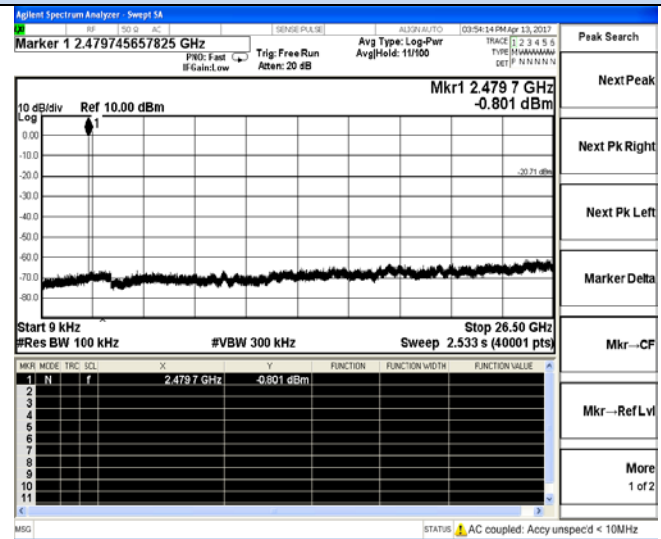 Agilent Spectrum Analyzer - Swept SA
RF 50 Ω AC SENSE:PULSE ALIGN AUTO 03:54:14 PM Apr 13, 2017
Marker 1 2.479745657825 GHz
PNO: Fast
IFGain:Low
Trig: Free Run
Atten: 20 dB
Avg Type: Log-Pwr
Avg|Hold: 11/100
TRACE 1 2 3 4 5 6
TYPE
DET P N N N N N
Mkr1 2.479 7 GHz
-0.801 dBm
10 dB/div Ref 10.00 dBm
Log
1
0.00
-10.0
-20.0
-20.71 dBm
-30.0
-40.0
-50.0
-60.0
-70.0
-80.0
Start 9 kHz Stop 26.50 GHz
#Res BW 100 kHz #VBW 300 kHz Sweep 2.533 s (40001 pts)
MKR MODE TRC SCL X Y FUNCTION FUNCTION WIDTH FUNCTION VALUE
1 N f 2.479 7 GHz -0.801 dBm
2
3
4
5
6
7
8
9
10
11
MSG STATUS AC coupled: Accy unspec'd < 10MHz
Peak Search
Next Peak
Next Pk Right
Next Pk Left
Marker Delta
Mkr→CF
Mkr→Ref Lvl
More
1 of 2